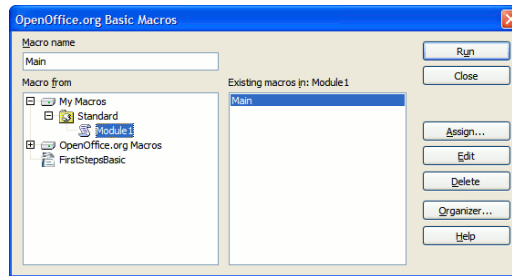 OpenOffice.org Basic Macros
Macro name
Main
Run
Close
Macro from
Existing macros in: Module1
My Macros
Standard
Module1
OpenOffice.org Macros
FirstStepsBasic
Main
Assign...
Edit
Delete
Organizer...
Help